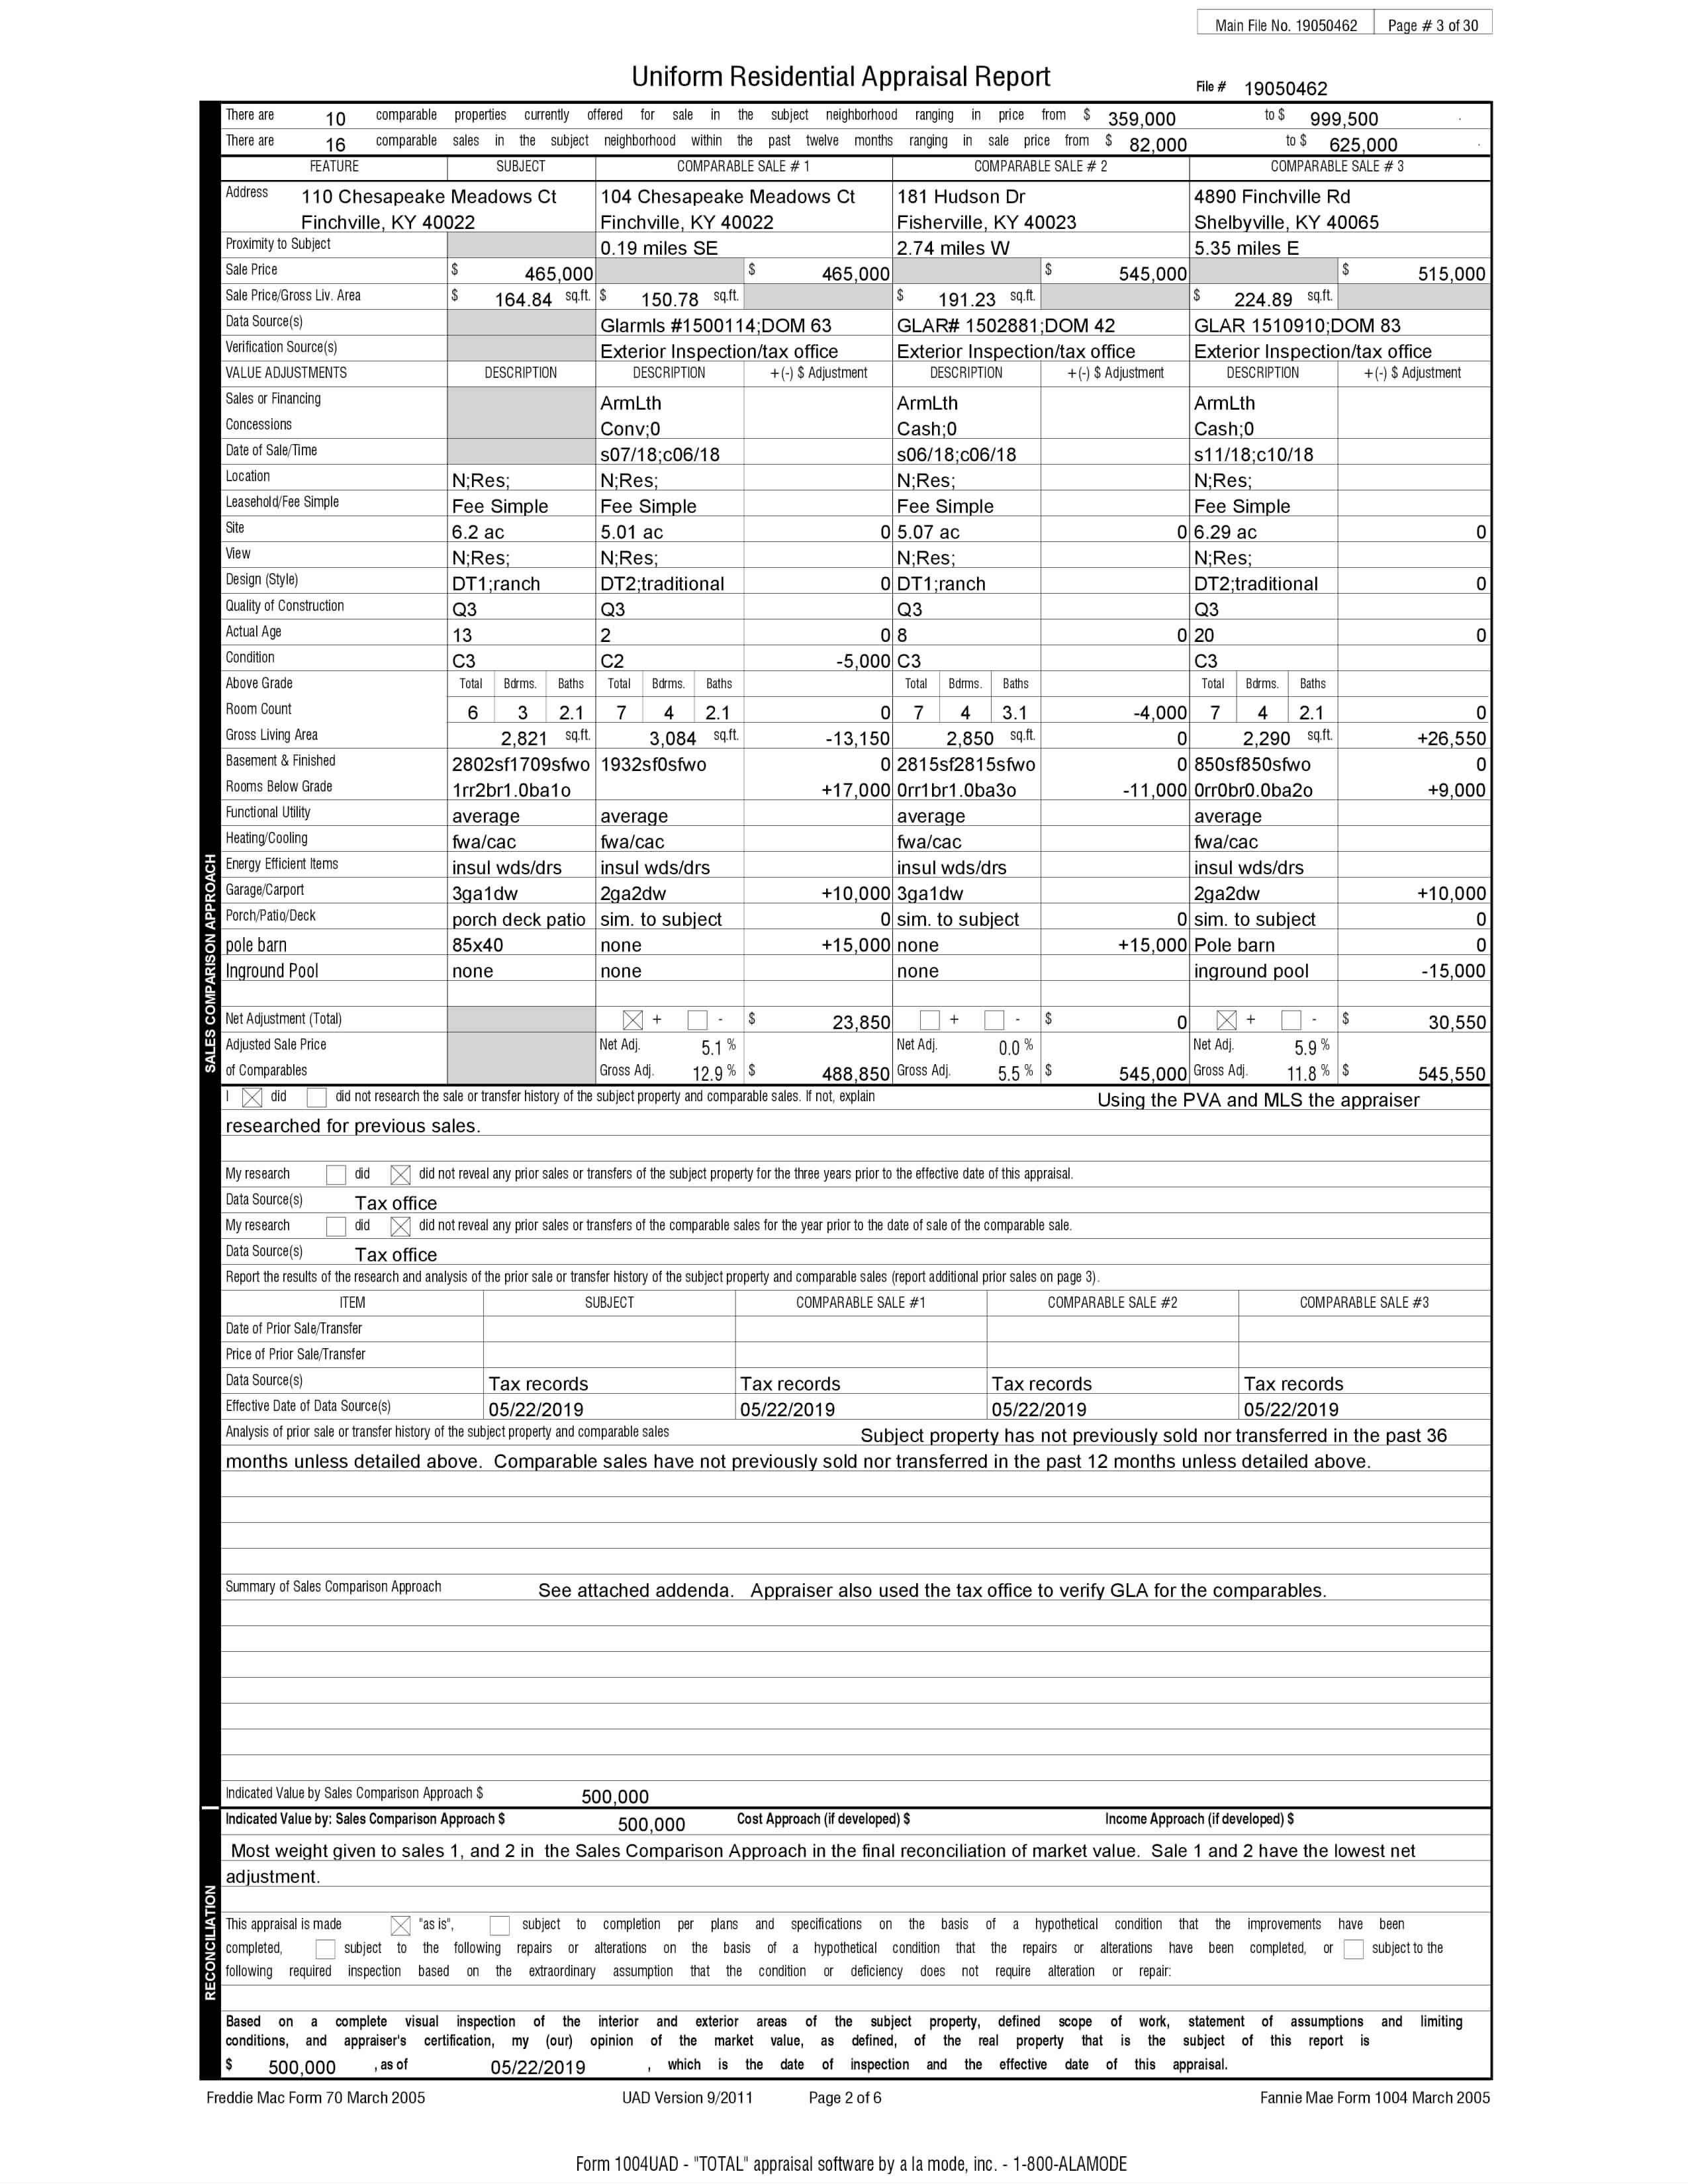 Main File No. 19050462 Page # 3 of 30
Uniform Residential Appraisal Report File # 19050462
There are 10 comparable properties currently offered for sale in the subject neighborhood ranging in price from $ 359,000 to $ 999,500 .
There are 16 comparable sales in the subject neighborhood within the past twelve months ranging in sale price from $ 82,000 to $ 625,000 .
FEATURE SUBJECT COMPARABLE SALE # 1 COMPARABLE SALE # 2 COMPARABLE SALE # 3
Address 110 Chesapeake Meadows Ct 104 Chesapeake Meadows Ct 181 Hudson Dr 4890 Finchville Rd
Finchville, KY 40022 Finchville, KY 40022 Fisherville, KY 40023 Shelbyville, KY 40065
Proximity to Subject 0.19 miles SE 2.74 miles W 5.35 miles E
Sale Price $ 465,000 $ 465,000 $ 545,000 $ 515,000
Sale Price/Gross Liv. Area $ 164.84 sq.ft. $ 150.78 sq.ft. $ 191.23 sq.ft. $ 224.89 sq.ft.
Data Source(s) Glarmls #1500114;DOM 63 GLAR# 1502881;DOM 42 GLAR 1510910;DOM 83
Verification Source(s) Exterior Inspection/tax office Exterior Inspection/tax office Exterior Inspection/tax office
VALUE ADJUSTMENTS DESCRIPTION DESCRIPTION +(-) $ Adjustment DESCRIPTION +(-) $ Adjustment DESCRIPTION +(-) $ Adjustment
Sales or Financing ArmLth ArmLth ArmLth
Concessions Conv;0 Cash;0 Cash;0
Date of Sale/Time s07/18;c06/18 s06/18;c06/18 s11/18;c10/18
Location N;Res; N;Res; N;Res; N;Res;
Leasehold/Fee Simple Fee Simple Fee Simple Fee Simple Fee Simple
Site 6.2 ac 5.01 ac 0 5.07 ac 0 6.29 ac 0
View N;Res; N;Res; N;Res; N;Res;
Design (Style) DT1;ranch DT2;traditional 0 DT1;ranch DT2;traditional 0
Quality of Construction Q3 Q3 Q3 Q3
Actual Age 13 2 0 8 0 20 0
Condition C3 C2 -5,000 C3 C3
Above Grade Total Bdrms. Baths Total Bdrms. Baths Total Bdrms. Baths Total Bdrms. Baths
Room Count 6 3 2.1 7 4 2.1 0 7 4 3.1 -4,000 7 4 2.1 0
Gross Living Area 2,821 sq.ft. 3,084 sq.ft. -13,150 2,850 sq.ft. 0 2,290 sq.ft. +26,550
Basement & Finished 2802sf1709sfwo 1932sf0sfwo 0 2815sf2815sfwo 0 850sf850sfwo 0
Rooms Below Grade 1rr2br1.0ba1o +17,000 0rr1br1.0ba3o -11,000 0rr0br0.0ba2o +9,000
Functional Utility average average average average
Heating/Cooling fwa/cac fwa/cac fwa/cac fwa/cac
Energy Efficient Items insul wds/drs insul wds/drs insul wds/drs insul wds/drs
Garage/Carport 3ga1dw 2ga2dw +10,000 3ga1dw 2ga2dw +10,000
Porch/Patio/Deck porch deck patio sim. to subject 0 sim. to subject 0 sim. to subject 0
pole barn 85x40 none +15,000 none +15,000 Pole barn 0
Inground Pool none none none inground pool -15,000
Net Adjustment (Total) + - $ 23,850 + - $ 0 + - $ 30,550
Adjusted Sale Price Net Adj. 5.1 % Net Adj. 0.0 % Net Adj. 5.9 %
of Comparables Gross Adj. 12.9 % $ 488,850 Gross Adj. 5.5 % $ 545,000 Gross Adj. 11.8 % $ 545,550
SALES COMPARISON APPROACH
I did did not research the sale or transfer history of the subject property and comparable sales. If not, explain Using the PVA and MLS the appraiser
researched for previous sales.
My research did did not reveal any prior sales or transfers of the subject property for the three years prior to the effective date of this appraisal.
Data Source(s) Tax office
My research did did not reveal any prior sales or transfers of the comparable sales for the year prior to the date of sale of the comparable sale.
Data Source(s) Tax office
Report the results of the research and analysis of the prior sale or transfer history of the subject property and comparable sales (report additional prior sales on page 3).
ITEM SUBJECT COMPARABLE SALE #1 COMPARABLE SALE #2 COMPARABLE SALE #3
Date of Prior Sale/Transfer
Price of Prior Sale/Transfer
Data Source(s) Tax records Tax records Tax records Tax records
Effective Date of Data Source(s) 05/22/2019 05/22/2019 05/22/2019 05/22/2019
Analysis of prior sale or transfer history of the subject property and comparable sales Subject property has not previously sold nor transferred in the past 36
months unless detailed above. Comparable sales have not previously sold nor transferred in the past 12 months unless detailed above.
Summary of Sales Comparison Approach See attached addenda. Appraiser also used the tax office to verify GLA for the comparables.
Indicated Value by Sales Comparison Approach $ 500,000
Indicated Value by: Sales Comparison Approach $ 500,000 Cost Approach (if developed) $ Income Approach (if developed) $
Most weight given to sales 1, and 2 in the Sales Comparison Approach in the final reconciliation of market value. Sale 1 and 2 have the lowest net
adjustment.
RECONCILIATION
This appraisal is made "as is", subject to completion per plans and specifications on the basis of a hypothetical condition that the improvements have been
completed, subject to the following repairs or alterations on the basis of a hypothetical condition that the repairs or alterations have been completed, or subject to the
following required inspection based on the extraordinary assumption that the condition or deficiency does not require alteration or repair:
Based on a complete visual inspection of the interior and exterior areas of the subject property, defined scope of work, statement of assumptions and limiting
conditions, and appraiser's certification, my (our) opinion of the market value, as defined, of the real property that is the subject of this report is
$ 500,000 , as of 05/22/2019 , which is the date of inspection and the effective date of this appraisal.
Freddie Mac Form 70 March 2005 UAD Version 9/2011 Page 2 of 6 Fannie Mae Form 1004 March 2005
Form 1004UAD - "TOTAL" appraisal software by a la mode, inc. - 1-800-ALAMODE